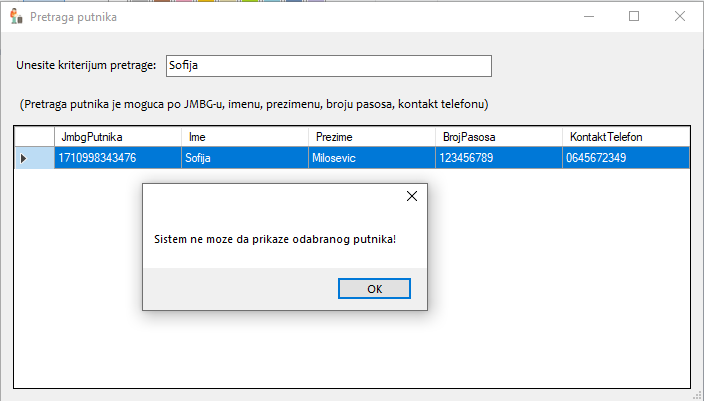 Pretraga putnika
Unesite kriterijum pretrage: Sofija
(Pretraga putnika je moguca po JMBG-u, imenu, prezimenu, broju pasosa, kontakt telefonu)
JmbgPutnika Ime Prezime BrojPasosa KontaktTelefon
1710998343476 Sofija Milosevic 123456789 0645672349
Sistem ne moze da prikaze odabranog putnika!
OK